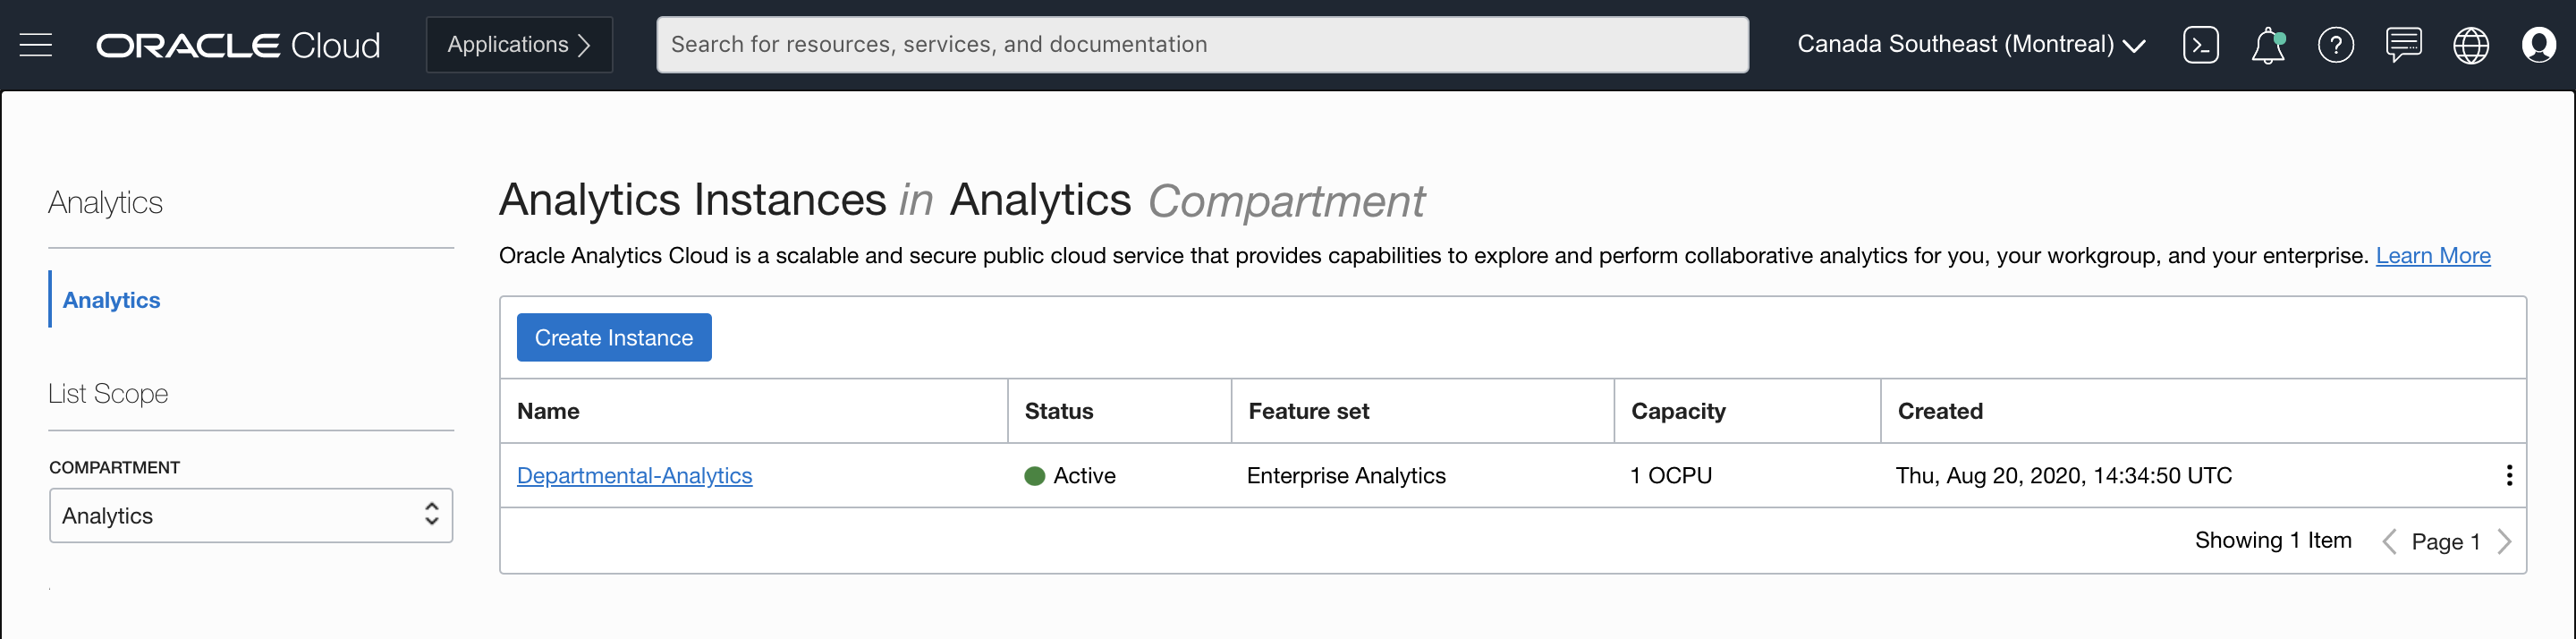 ORACLE Cloud
Applications
Search for resources, services, and documentation
Canada Southeast (Montreal)
Analytics
Analytics
List Scope
COMPARTMENT
Analytics
Analytics Instances in Analytics Compartment
Oracle Analytics Cloud is a scalable and secure public cloud service that provides capabilities to explore and perform collaborative analytics for you, your workgroup, and your enterprise. Learn More
Create Instance
Name Status Feature set Capacity Created
Departmental-Analytics Active Enterprise Analytics 1 OCPU Thu, Aug 20, 2020, 14:34:50 UTC
Showing 1 Item Page 1